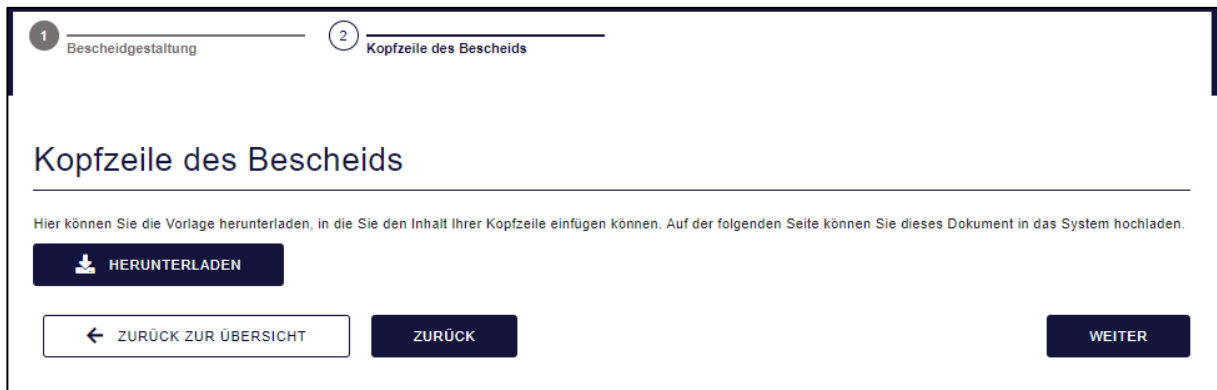 1
Bescheidgestaltung
2
Kopfzeile des Bescheids
Kopfzeile des Bescheids
Hier können Sie die Vorlage herunterladen, in die Sie den Inhalt Ihrer Kopfzeile einfügen können. Auf der folgenden Seite können Sie dieses Dokument in das System hochladen.
HERUNTERLADEN
ZURÜCK ZUR ÜBERSICHT
ZURÜCK
WEITER